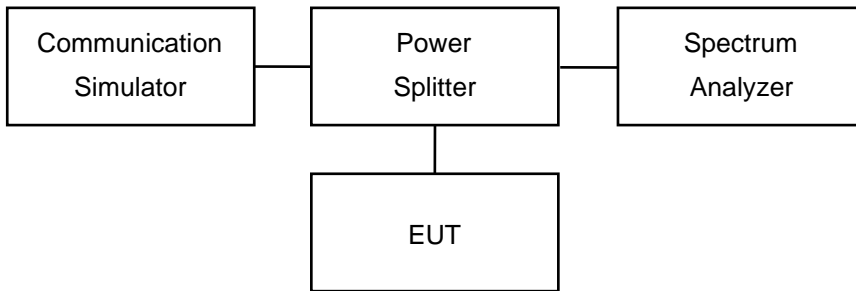 Communication
Simulator
Power
Splitter
Spectrum
Analyzer
EUT